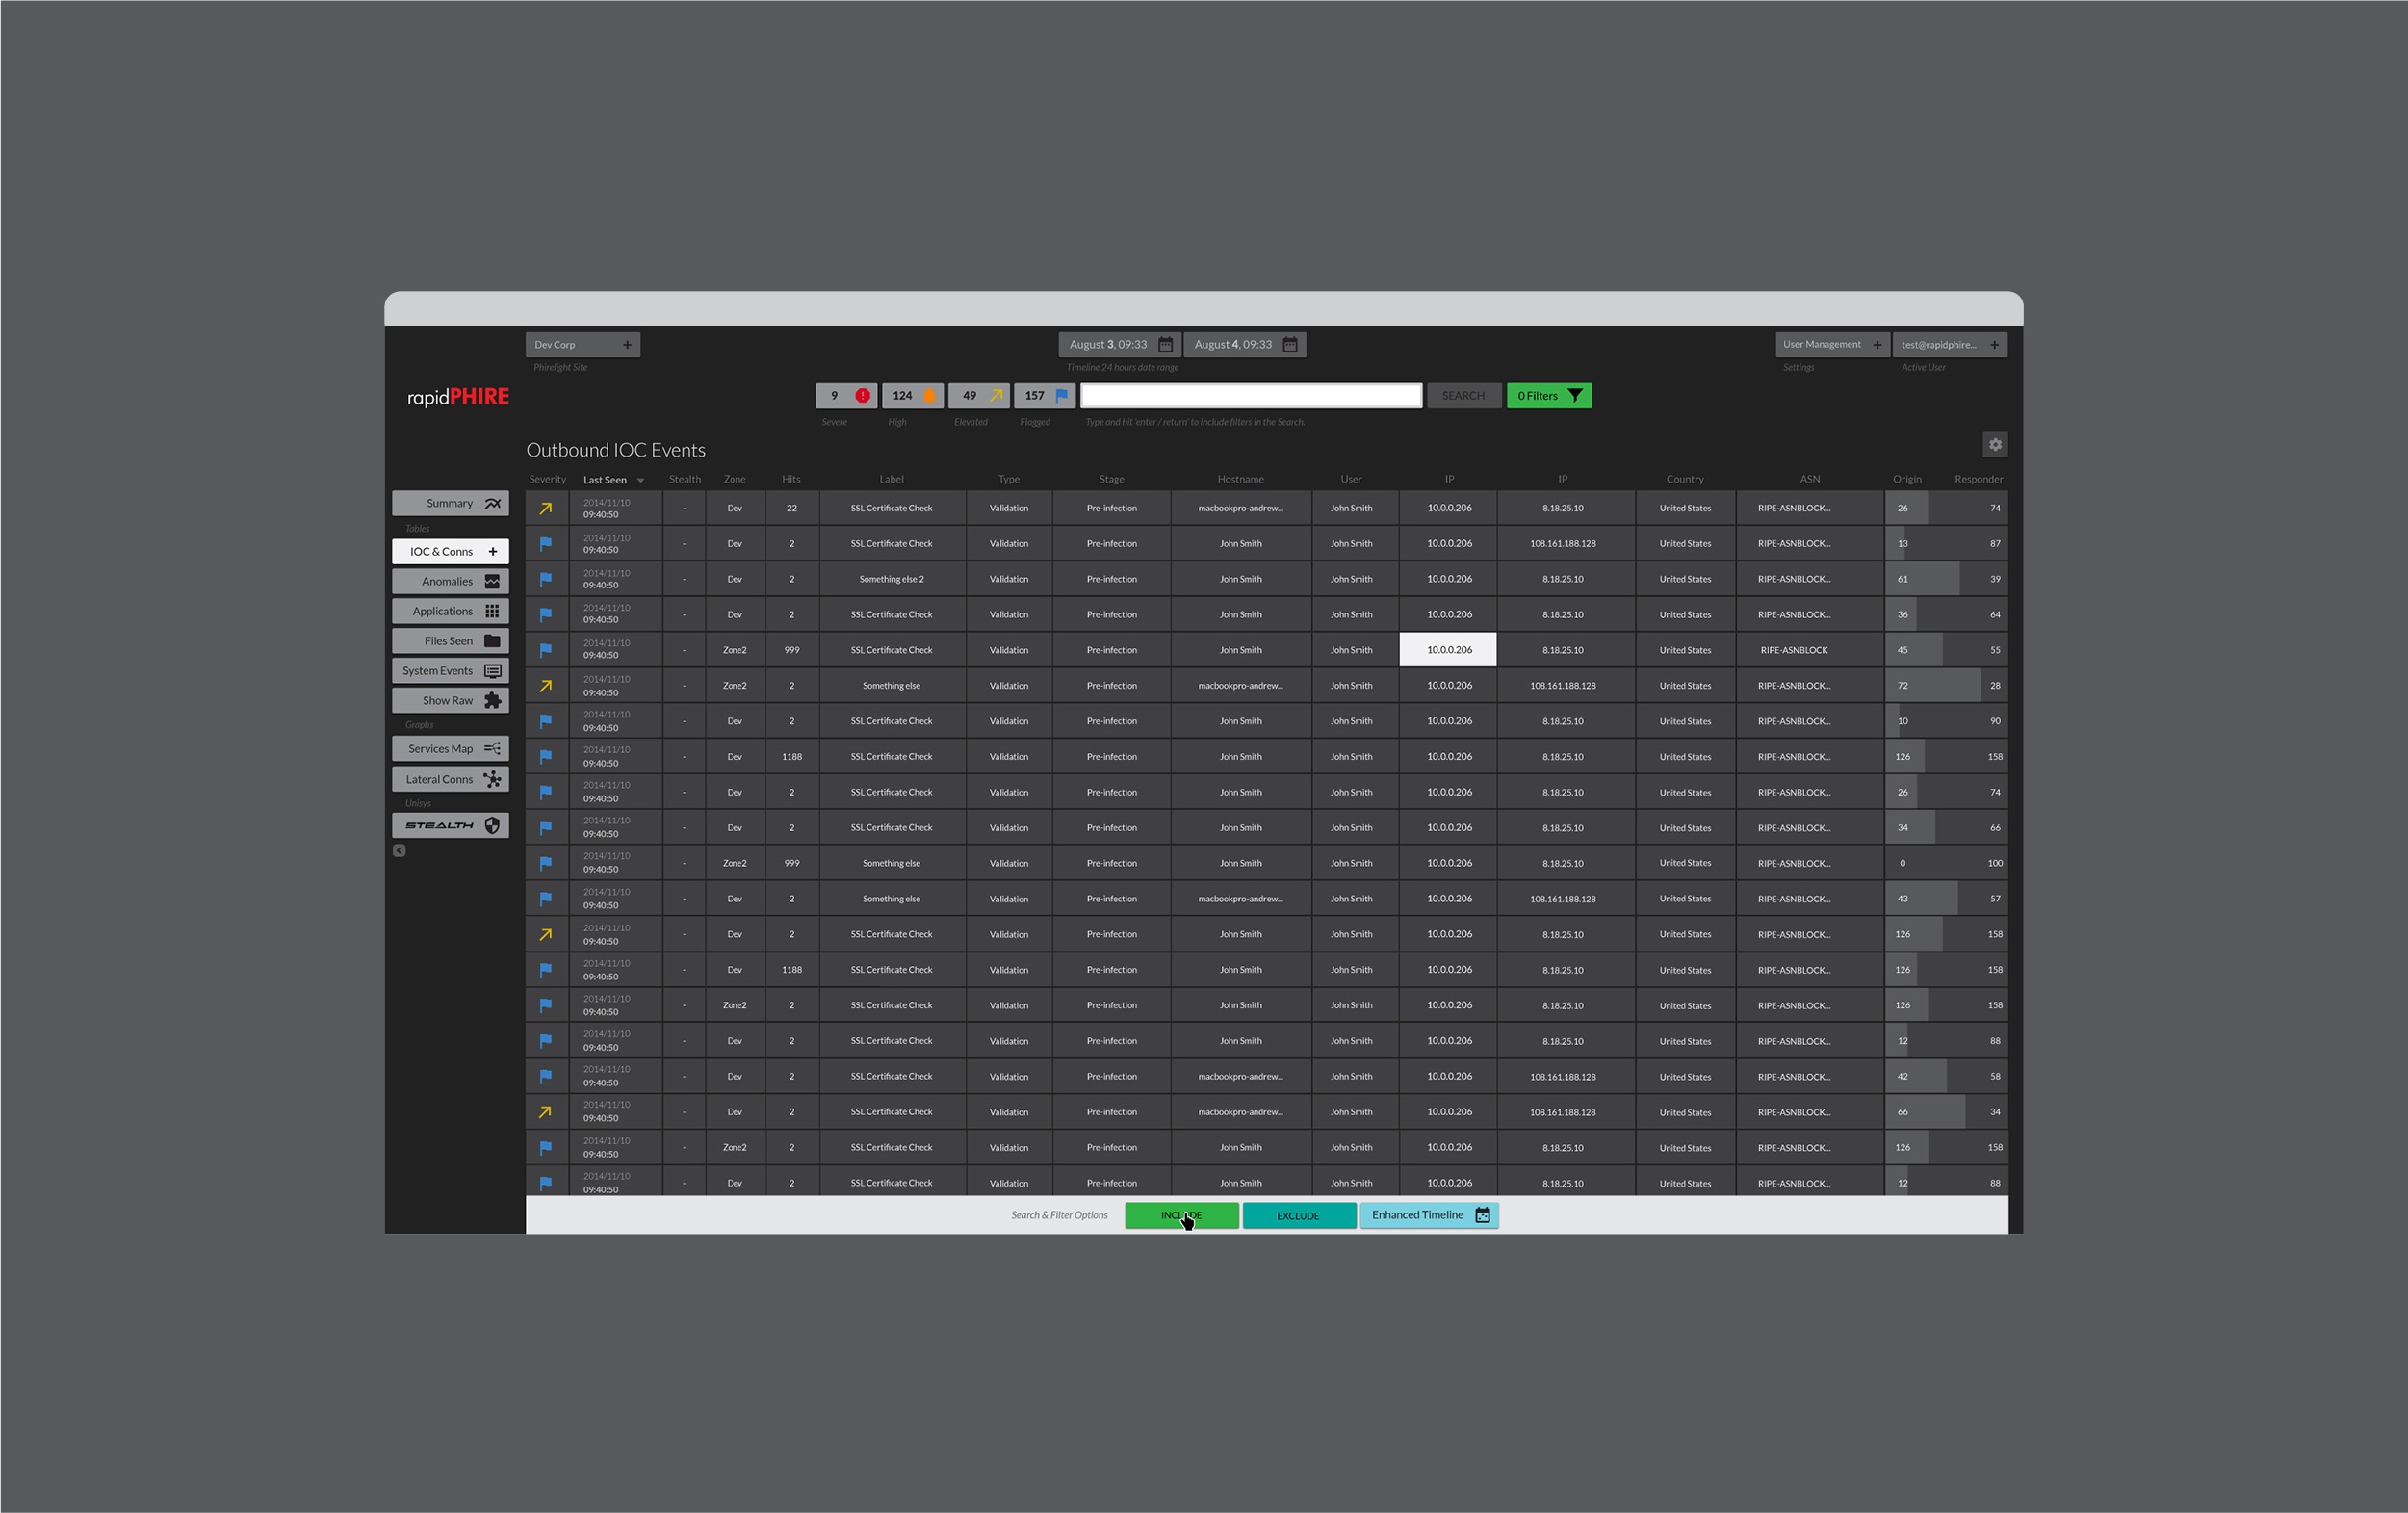 Dev Corp +
August 3, 09:33
August 4, 09:33
User Management +
test@rapidphire... +
Phirelight Site
Timeline 24 hours date range
Settings
Active User
rapidPHIRE
9
124
49
157
SEARCH
0 Filters
Severe
High
Elevated
Flagged
Type and hit 'enter / return' to include filters in the Search.
Outbound IOC Events
Summary
Tables
IOC & Conns +
Anomalies
Applications
Files Seen
System Events
Show Raw
Graphs
Services Map
Lateral Conns
Unisys
STEALTH
Severity Last Seen Stealth Zone Hits Label Type Stage Hostname User IP IP Country ASN Origin Responder
2014/11/10
09:40:50 - Dev 22 SSL Certificate Check Validation Pre-infection macbookpro-andrew... John Smith 10.0.0.206 8.18.25.10 United States RIPE-ASNBLOCK... 26 74
2014/11/10
09:40:50 - Dev 2 SSL Certificate Check Validation Pre-infection John Smith John Smith 10.0.0.206 108.161.188.128 United States RIPE-ASNBLOCK... 13 87
2014/11/10
09:40:50 - Dev 2 Something else 2 Validation Pre-infection John Smith John Smith 10.0.0.206 8.18.25.10 United States RIPE-ASNBLOCK... 61 39
2014/11/10
09:40:50 - Dev 2 SSL Certificate Check Validation Pre-infection John Smith John Smith 10.0.0.206 8.18.25.10 United States RIPE-ASNBLOCK... 36 64
2014/11/10
09:40:50 - Zone2 999 SSL Certificate Check Validation Pre-infection John Smith John Smith 10.0.0.206 8.18.25.10 United States RIPE-ASNBLOCK 45 55
2014/11/10
09:40:50 - Zone2 2 Something else Validation Pre-infection macbookpro-andrew... John Smith 10.0.0.206 108.161.188.128 United States RIPE-ASNBLOCK... 72 28
2014/11/10
09:40:50 - Dev 2 SSL Certificate Check Validation Pre-infection John Smith John Smith 10.0.0.206 8.18.25.10 United States RIPE-ASNBLOCK... 10 90
2014/11/10
09:40:50 - Dev 1188 SSL Certificate Check Validation Pre-infection John Smith John Smith 10.0.0.206 8.18.25.10 United States RIPE-ASNBLOCK... 126 158
2014/11/10
09:40:50 - Dev 2 SSL Certificate Check Validation Pre-infection John Smith John Smith 10.0.0.206 8.18.25.10 United States RIPE-ASNBLOCK... 26 74
2014/11/10
09:40:50 - Dev 2 SSL Certificate Check Validation Pre-infection John Smith John Smith 10.0.0.206 8.18.25.10 United States RIPE-ASNBLOCK... 34 66
2014/11/10
09:40:50 - Zone2 999 Something else Validation Pre-infection John Smith John Smith 10.0.0.206 8.18.25.10 United States RIPE-ASNBLOCK... 0 100
2014/11/10
09:40:50 - Dev 2 Something else Validation Pre-infection macbookpro-andrew... John Smith 10.0.0.206 108.161.188.128 United States RIPE-ASNBLOCK... 43 57
2014/11/10
09:40:50 - Dev 2 SSL Certificate Check Validation Pre-infection John Smith John Smith 10.0.0.206 8.18.25.10 United States RIPE-ASNBLOCK... 126 158
2014/11/10
09:40:50 - Dev 1188 SSL Certificate Check Validation Pre-infection John Smith John Smith 10.0.0.206 8.18.25.10 United States RIPE-ASNBLOCK... 126 158
2014/11/10
09:40:50 - Zone2 2 SSL Certificate Check Validation Pre-infection John Smith John Smith 10.0.0.206 8.18.25.10 United States RIPE-ASNBLOCK... 126 158
2014/11/10
09:40:50 - Dev 2 SSL Certificate Check Validation Pre-infection John Smith John Smith 10.0.0.206 8.18.25.10 United States RIPE-ASNBLOCK... 12 88
2014/11/10
09:40:50 - Dev 2 SSL Certificate Check Validation Pre-infection macbookpro-andrew... John Smith 10.0.0.206 108.161.188.128 United States RIPE-ASNBLOCK... 42 58
2014/11/10
09:40:50 - Dev 2 SSL Certificate Check Validation Pre-infection macbookpro-andrew... John Smith 10.0.0.206 108.161.188.128 United States RIPE-ASNBLOCK... 66 34
2014/11/10
09:40:50 - Zone2 2 SSL Certificate Check Validation Pre-infection John Smith John Smith 10.0.0.206 8.18.25.10 United States RIPE-ASNBLOCK... 126 158
2014/11/10
09:40:50 - Dev 2 SSL Certificate Check Validation Pre-infection John Smith John Smith 10.0.0.206 8.18.25.10 United States RIPE-ASNBLOCK... 12 88
Search & Filter Options
INCLUDE
EXCLUDE
Enhanced Timeline